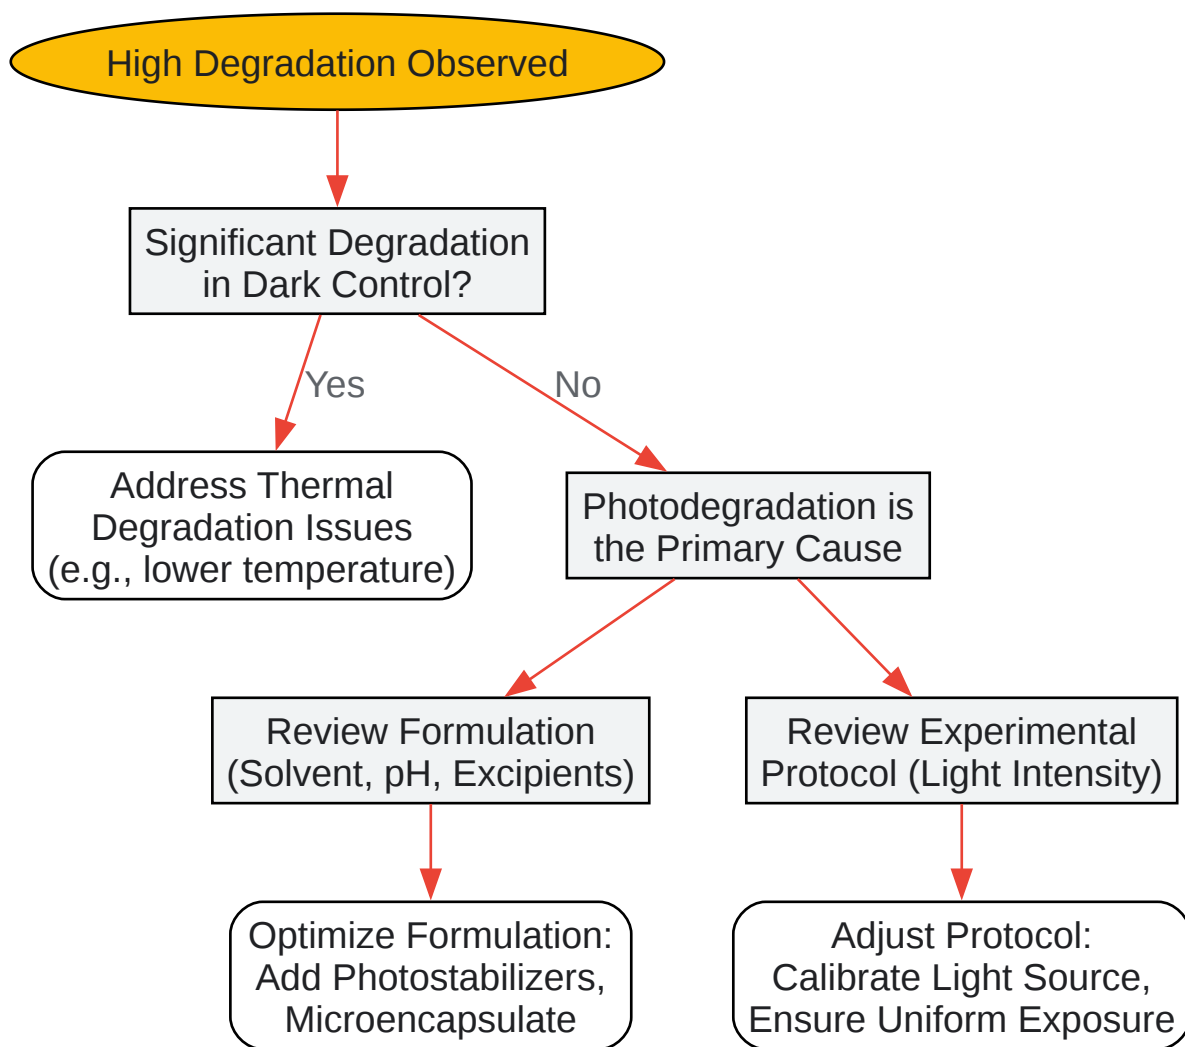 High Degradation Observed
Significant Degradation
in Dark Control?
Yes
No
Address Thermal
Degradation Issues
(e.g., lower temperature)
Photodegradation is
the Primary Cause
Review Formulation
(Solvent, pH, Excipients)
Review Experimental
Protocol (Light Intensity)
Optimize Formulation:
Add Photostabilizers,
Microencapsulate
Adjust Protocol:
Calibrate Light Source,
Ensure Uniform Exposure